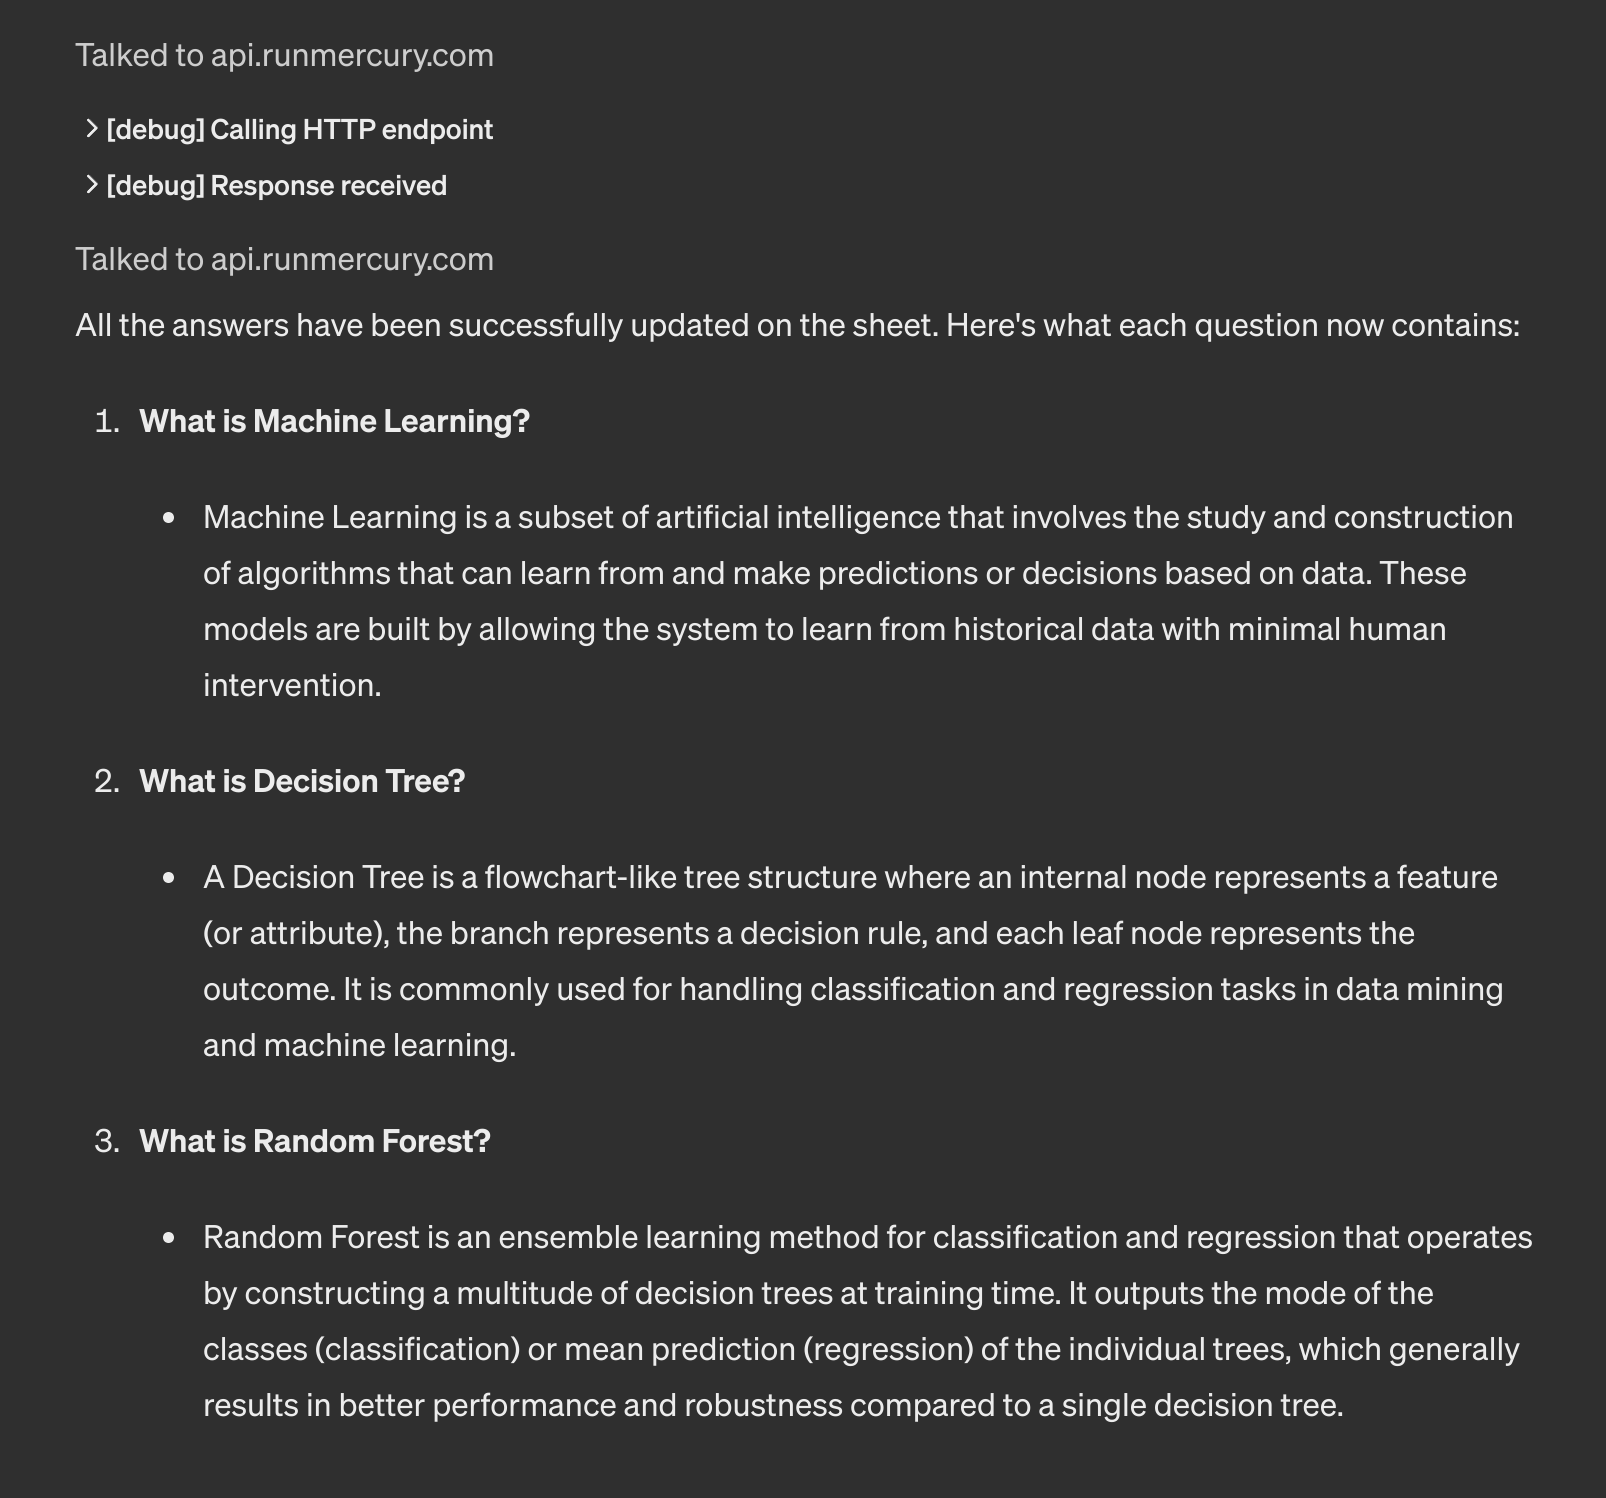 Talked to api.runmercury.com
[debug] Calling HTTP endpoint
[debug] Response received
Talked to api.runmercury.com
All the answers have been successfully updated on the sheet. Here's what each question now contains:
1. What is Machine Learning?
• Machine Learning is a subset of artificial intelligence that involves the study and construction
of algorithms that can learn from and make predictions or decisions based on data. These
models are built by allowing the system to learn from historical data with minimal human
intervention.
2. What is Decision Tree?
• A Decision Tree is a flowchart-like tree structure where an internal node represents a feature
(or attribute), the branch represents a decision rule, and each leaf node represents the
outcome. It is commonly used for handling classification and regression tasks in data mining
and machine learning.
3. What is Random Forest?
• Random Forest is an ensemble learning method for classification and regression that operates
by constructing a multitude of decision trees at training time. It outputs the mode of the
classes (classification) or mean prediction (regression) of the individual trees, which generally
results in better performance and robustness compared to a single decision tree.